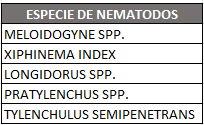 ESPECIE DE NEMATODOS
MELOIDOGYNE SPP.
XIPHINEMA INDEX
LONGIDORUS SPP.
PRATYLENCHUS SPP.
TYLENCHULUS SEMIPENETRANS